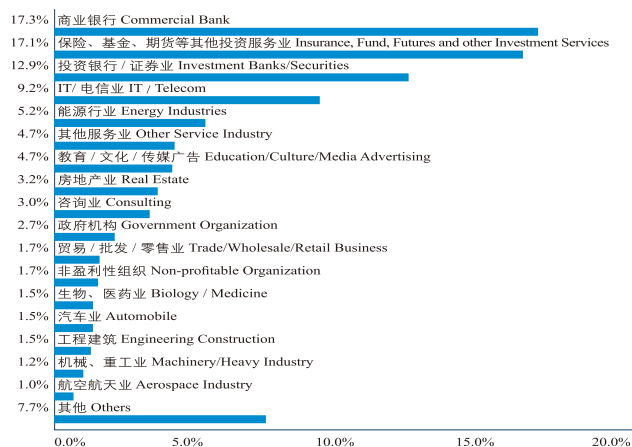 17.3% 商业银行 Commercial Bank
17.1% 保险、基金、期货等其他投资服务业 Insurance, Fund, Futures and other Investment Services
12.9% 投资银行 / 证券业 Investment Banks/Securities
9.2% IT/ 电信业 IT / Telecom
5.2% 能源行业 Energy Industries
4.7% 其他服务业 Other Service Industry
4.7% 教育 / 文化 / 传媒广告 Education/Culture/Media Advertising
3.2% 房地产业 Real Estate
3.0% 咨询业 Consulting
2.7% 政府机构 Government Organization
1.7% 贸易 / 批发 / 零售业 Trade/Wholesale/Retail Business
1.7% 非盈利性组织 Non-profitable Organization
1.5% 生物、医药业 Biology / Medicine
1.5% 汽车业 Automobile
1.5% 工程建筑 Engineering Construction
1.2% 机械、重工业 Machinery/Heavy Industry
1.0% 航空航天业 Aerospace Industry
7.7% 其他 Others
0.0% 5.0% 10.0% 15.0% 20.0%